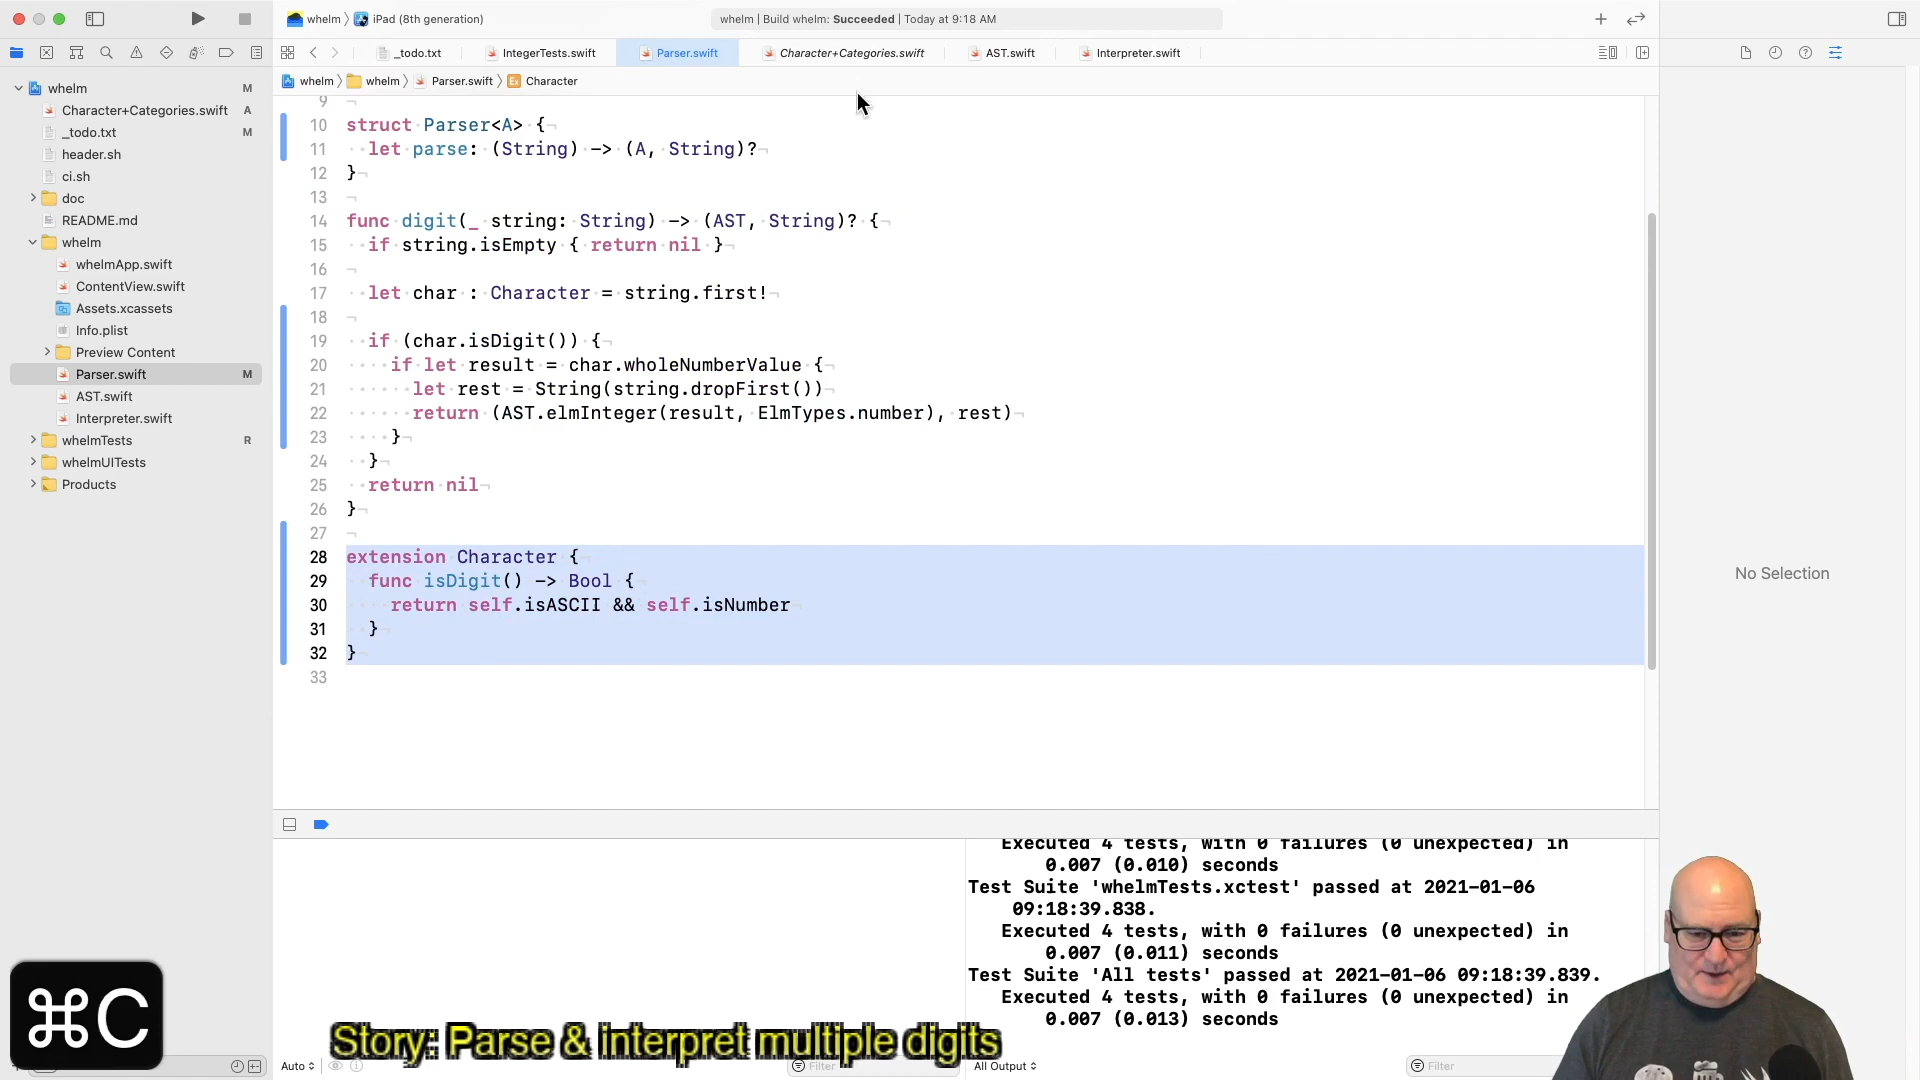 whelm
iPad (8th generation)
whelm | Build whelm: Succeeded | Today at 9:18 AM
_todo.txt
IntegerTests.swift
Parser.swift
Character+Categories.swift
AST.swift
Interpreter.swift
whelm
whelm
Parser.swift
Character
whelm M
Character+Categories.swift A
_todo.txt M
header.sh
ci.sh
doc
README.md
whelm
whelmApp.swift
ContentView.swift
Assets.xcassets
Info.plist
Preview Content
Parser.swift M
AST.swift
Interpreter.swift
whelmTests R
whelmUITests
Products
9
10 struct Parser<A> {
11 let parse: (String) -> (A, String)?
12 }
13
14 func digit(_ string: String) -> (AST, String)? {
15 if string.isEmpty { return nil }
16
17 let char : Character = string.first!
18
19 if (char.isDigit()) {
20 if let result = char.wholeNumberValue {
21 let rest = String(string.dropFirst())
22 return (AST.elmInteger(result, ElmTypes.number), rest)
23 }
24 }
25 return nil
26 }
27
28 extension Character {
29 func isDigit() -> Bool {
30 return self.isASCII && self.isNumber
31 }
32 }
33
No Selection
Executed 4 tests, with 0 failures (0 unexpected) in
0.007 (0.010) seconds
Test Suite 'whelmTests.xctest' passed at 2021-01-06
09:18:39.838.
Executed 4 tests, with 0 failures (0 unexpected) in
0.007 (0.011) seconds
Test Suite 'All tests' passed at 2021-01-06 09:18:39.839.
Executed 4 tests, with 0 failures (0 unexpected) in
0.007 (0.013) seconds
⌘C
Story: Parse & interpret multiple digits
Auto
Filter
All Output
Filter